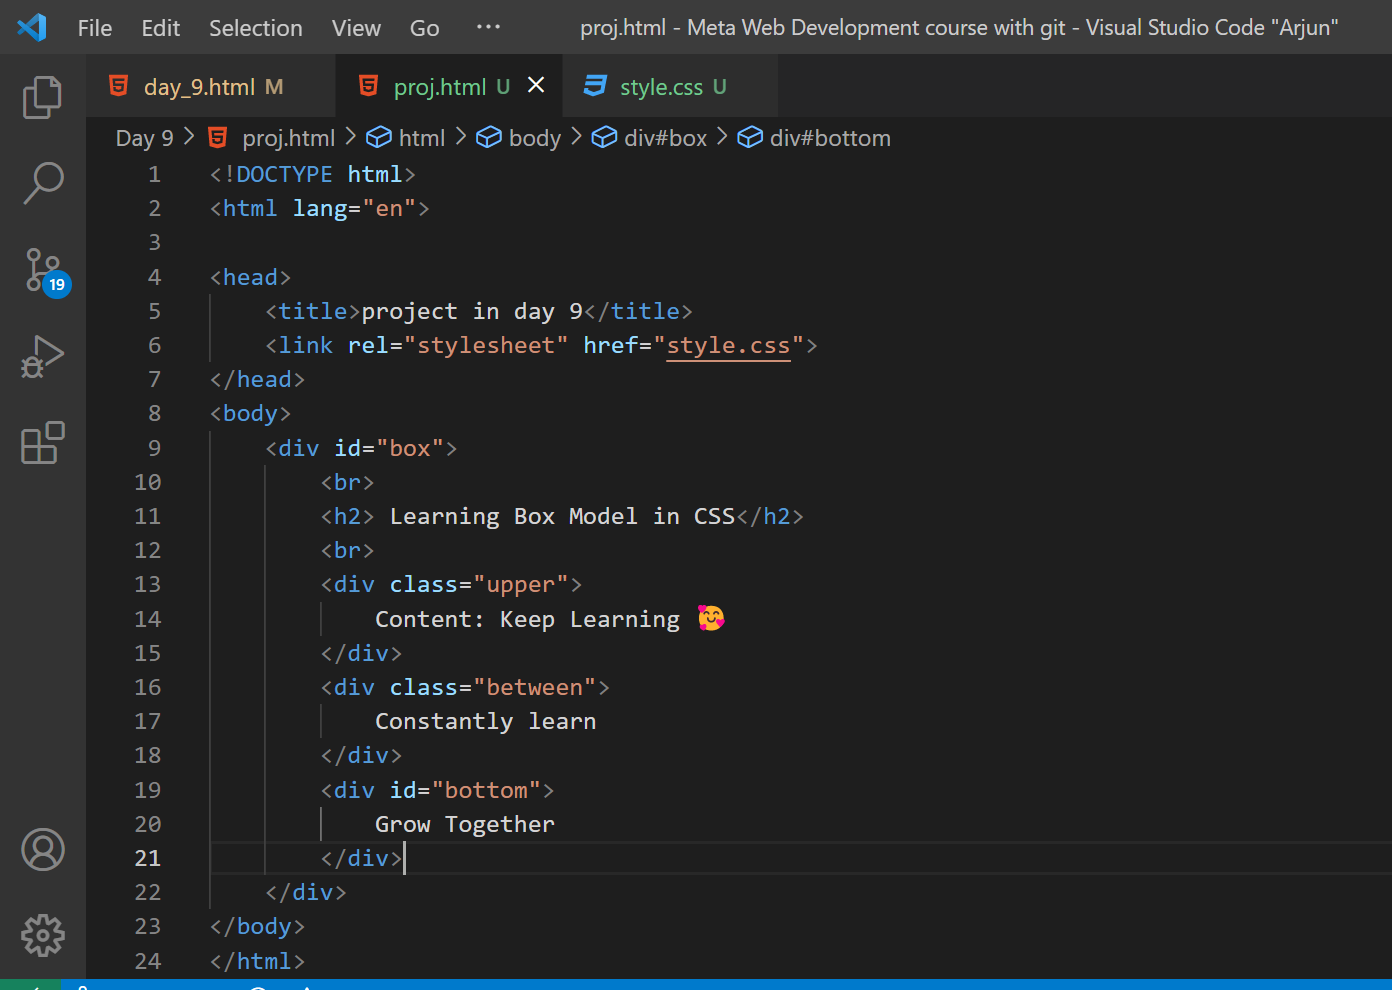 File Edit Selection View Go ··· proj.html - Meta Web Development course with git - Visual Studio Code "Arjun"
day_9.html M proj.html U style.css U
Day 9 > proj.html > html > body > div#box > div#bottom
1 <!DOCTYPE html>
2 <html lang="en">
3
4 <head>
5     <title>project in day 9</title>
6     <link rel="stylesheet" href="style.css">
7 </head>
8 <body>
9     <div id="box">
10         <br>
11         <h2> Learning Box Model in CSS</h2>
12         <br>
13         <div class="upper">
14             Content: Keep Learning 🥰
15         </div>
16         <div class="between">
17             Constantly learn
18         </div>
19         <div id="bottom">
20             Grow Together
21         </div>
22     </div>
23 </body>
24 </html>
19